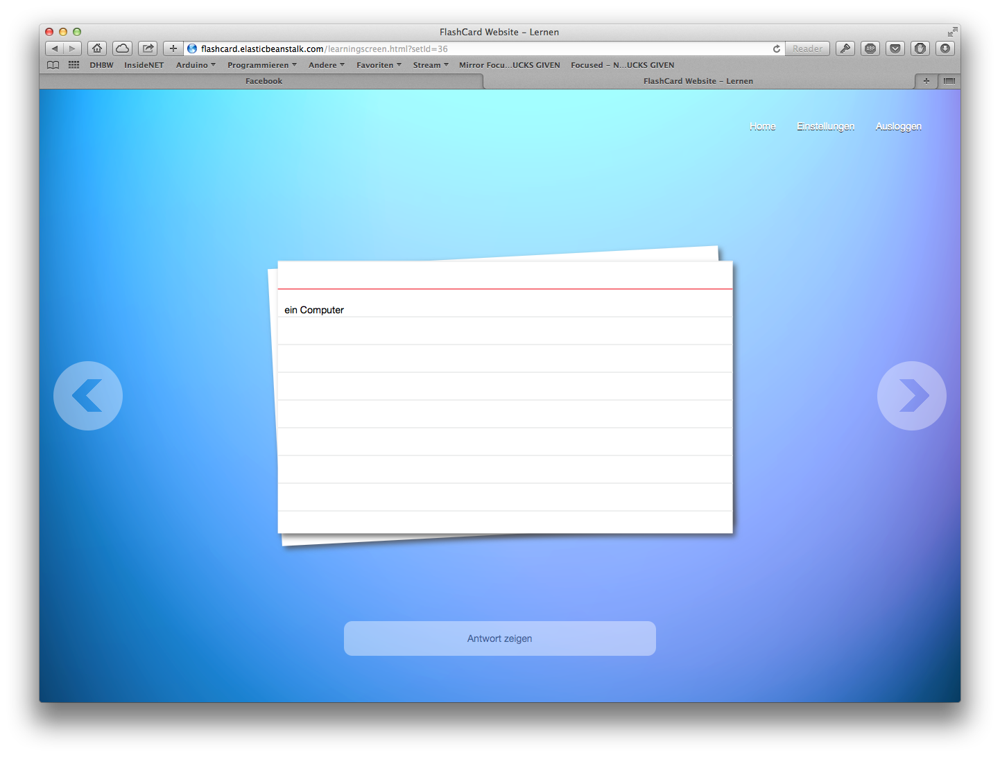 FlashCard Website – Lernen
flashcard.elasticbeanstalk.com/learningscreen.html?setId=36
Reader
ABP
DHBW InsideNET Arduino Programmieren Andere Favoriten Stream Mirror Focu...UCKS GIVEN Focused – N...UCKS GIVEN
Facebook FlashCard Website – Lernen
Home Einstellungen Ausloggen
ein Computer
Antwort zeigen